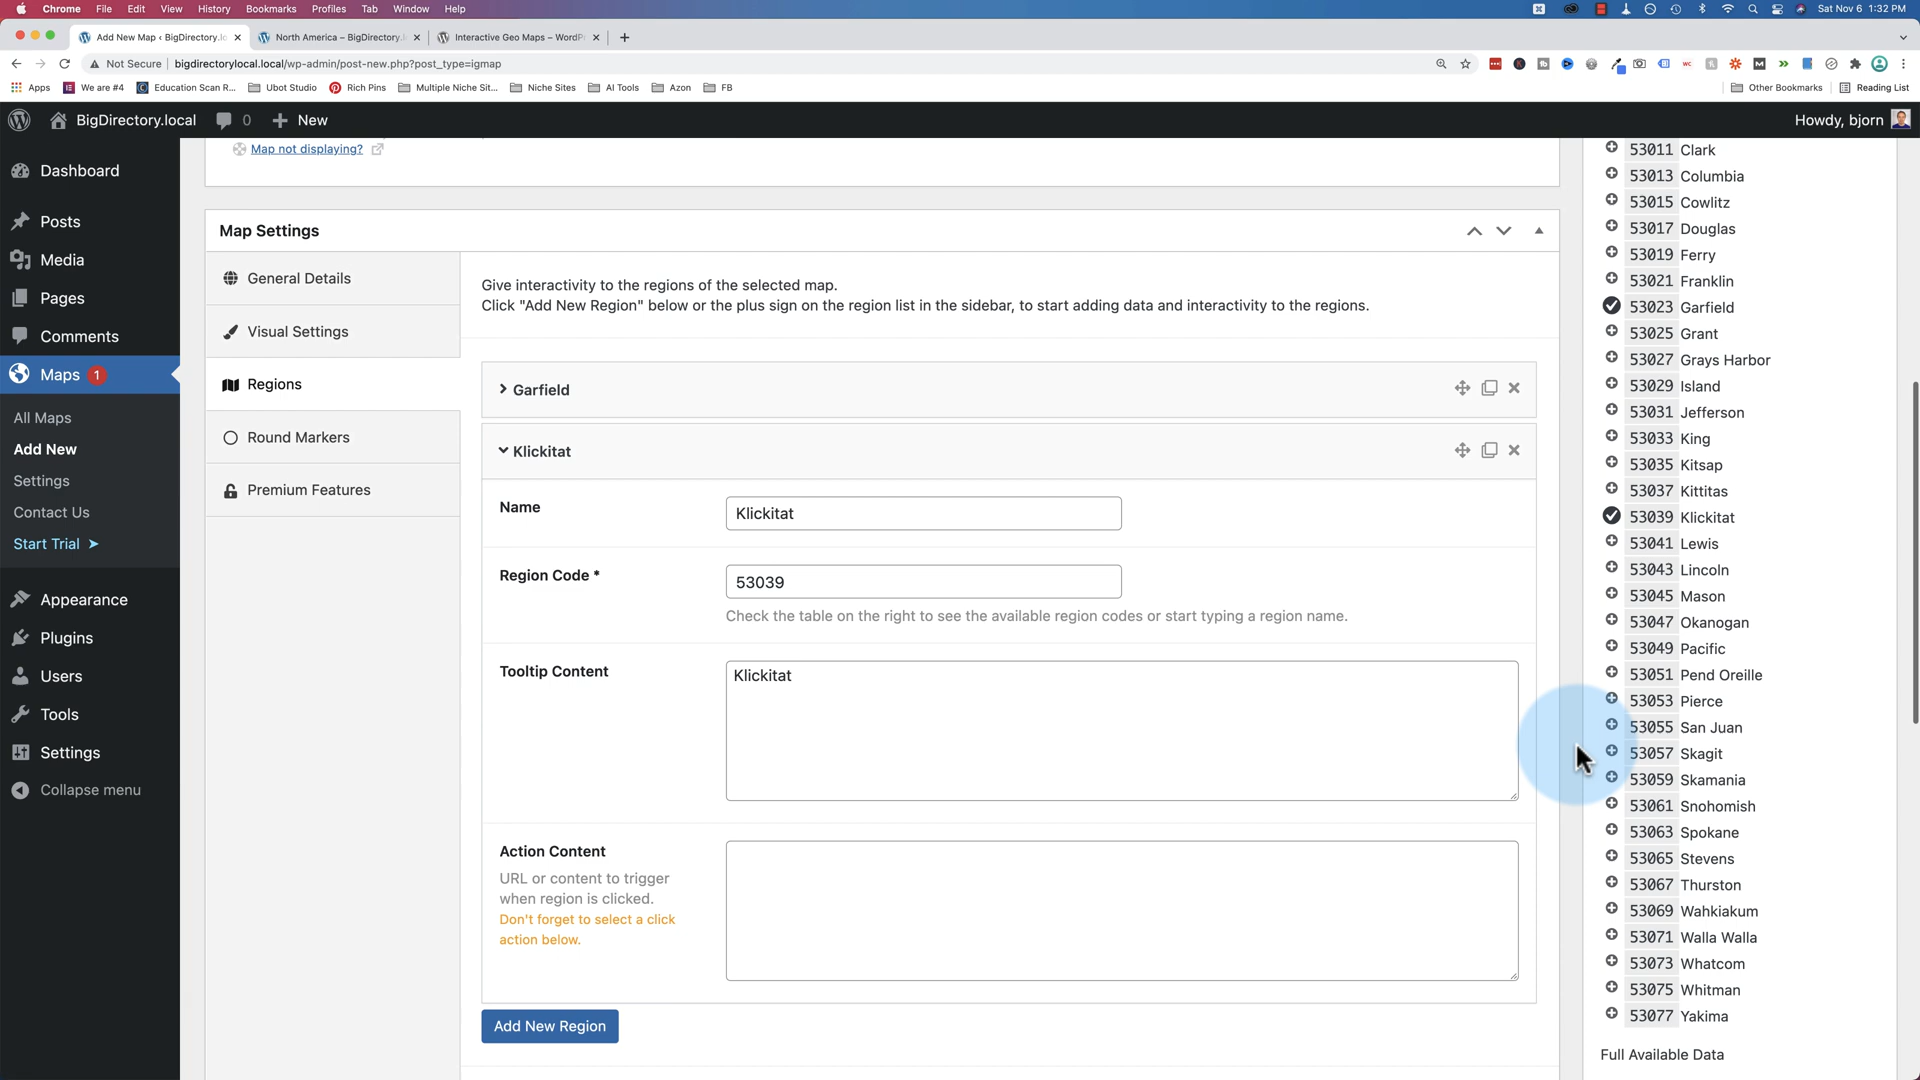 Chrome File Edit View History Bookmarks Profiles Tab Window Help
Sat Nov 6 1:32 PM
Add New Map ‹ BigDirectory.lo
North America – BigDirectory.
Interactive Geo Maps – WordP
Not Secure bigdirectorylocal.local/wp-admin/post-new.php?post_type=igmap
Apps We are #4 Education Scan R... Ubot Studio Rich Pins Multiple Niche Sit... Niche Sites AI Tools Azon FB Other Bookmarks Reading List
BigDirectory.local 0 New
Howdy, bjorn
Dashboard
Posts
Media
Pages
Comments
Maps 1
All Maps
Add New
Settings
Contact Us
Start Trial ➤
Appearance
Plugins
Users
Tools
Settings
Collapse menu
Map not displaying?
Map Settings
General Details
Visual Settings
Regions
Round Markers
Premium Features
Give interactivity to the regions of the selected map.
Click "Add New Region" below or the plus sign on the region list in the sidebar, to start adding data and interactivity to the regions.
Garfield
Klickitat
Name
Klickitat
Region Code *
53039
Check the table on the right to see the available region codes or start typing a region name.
Tooltip Content
Klickitat
Action Content
URL or content to trigger
when region is clicked.
Don't forget to select a click
action below.
Add New Region
53011 Clark
53013 Columbia
53015 Cowlitz
53017 Douglas
53019 Ferry
53021 Franklin
53023 Garfield
53025 Grant
53027 Grays Harbor
53029 Island
53031 Jefferson
53033 King
53035 Kitsap
53037 Kittitas
53039 Klickitat
53041 Lewis
53043 Lincoln
53045 Mason
53047 Okanogan
53049 Pacific
53051 Pend Oreille
53053 Pierce
53055 San Juan
53057 Skagit
53059 Skamania
53061 Snohomish
53063 Spokane
53065 Stevens
53067 Thurston
53069 Wahkiakum
53071 Walla Walla
53073 Whatcom
53075 Whitman
53077 Yakima
Full Available Data